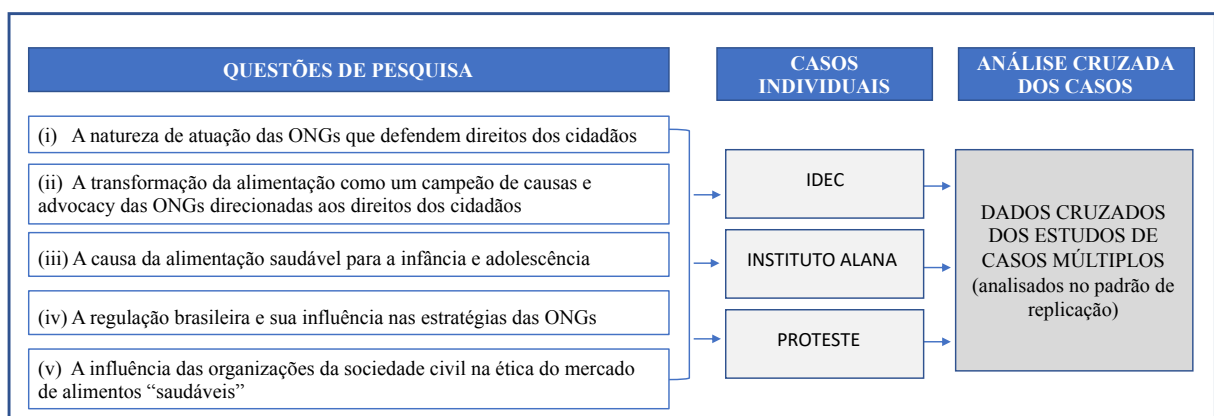 QUESTÕES DE PESQUISA
(i) A natureza de atuação das ONGs que defendem direitos dos cidadãos
(ii) A transformação da alimentação como um campeão de causas e
advocacy das ONGs direcionadas aos direitos dos cidadãos
(iii) A causa da alimentação saudável para a infância e adolescência
(iv) A regulação brasileira e sua influência nas estratégias das ONGs
(v) A influência das organizações da sociedade civil na ética do mercado
de alimentos “saudáveis”
CASOS
INDIVIDUAIS
IDEC
INSTITUTO ALANA
PROTESTE
ANÁLISE CRUZADA
DOS CASOS
DADOS CRUZADOS
DOS ESTUDOS DE
CASOS MÚLTIPLOS
(analisados no padrão de
replicação)